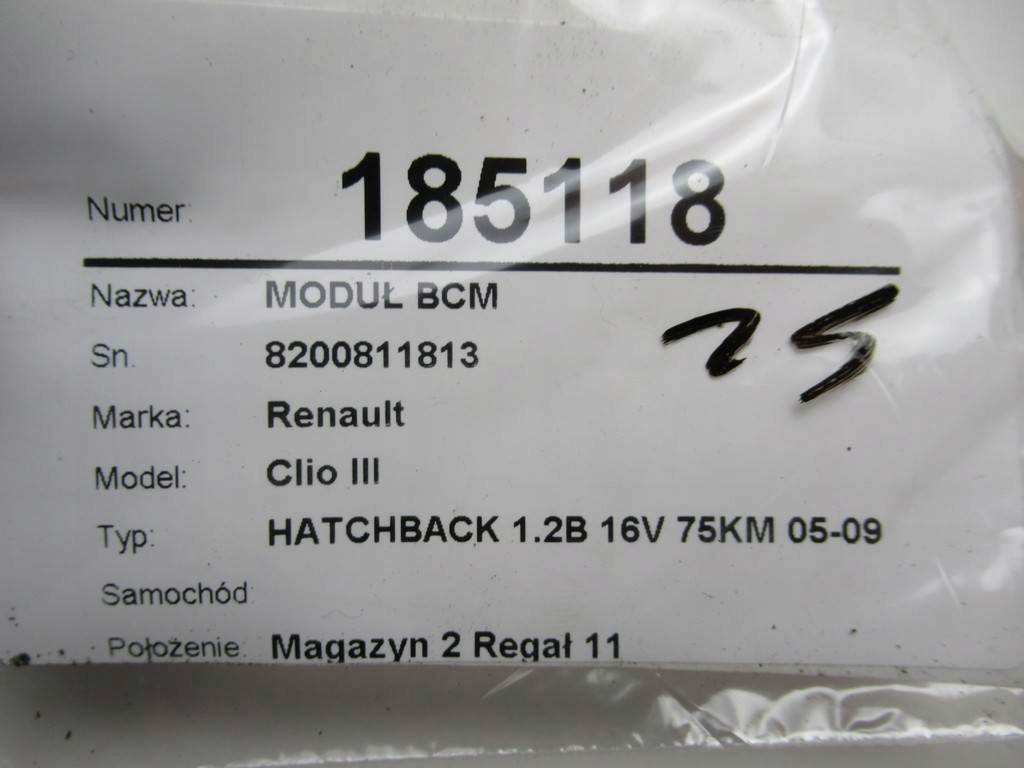 Numer: 185118
Nazwa: MODUŁ BCM
25
Sn. 8200811813
Marka: Renault
Model: Clio III
Typ: HATCHBACK 1.2B 16V 75KM 05-09
Samochód
Położenie: Magazyn 2 Regał 11